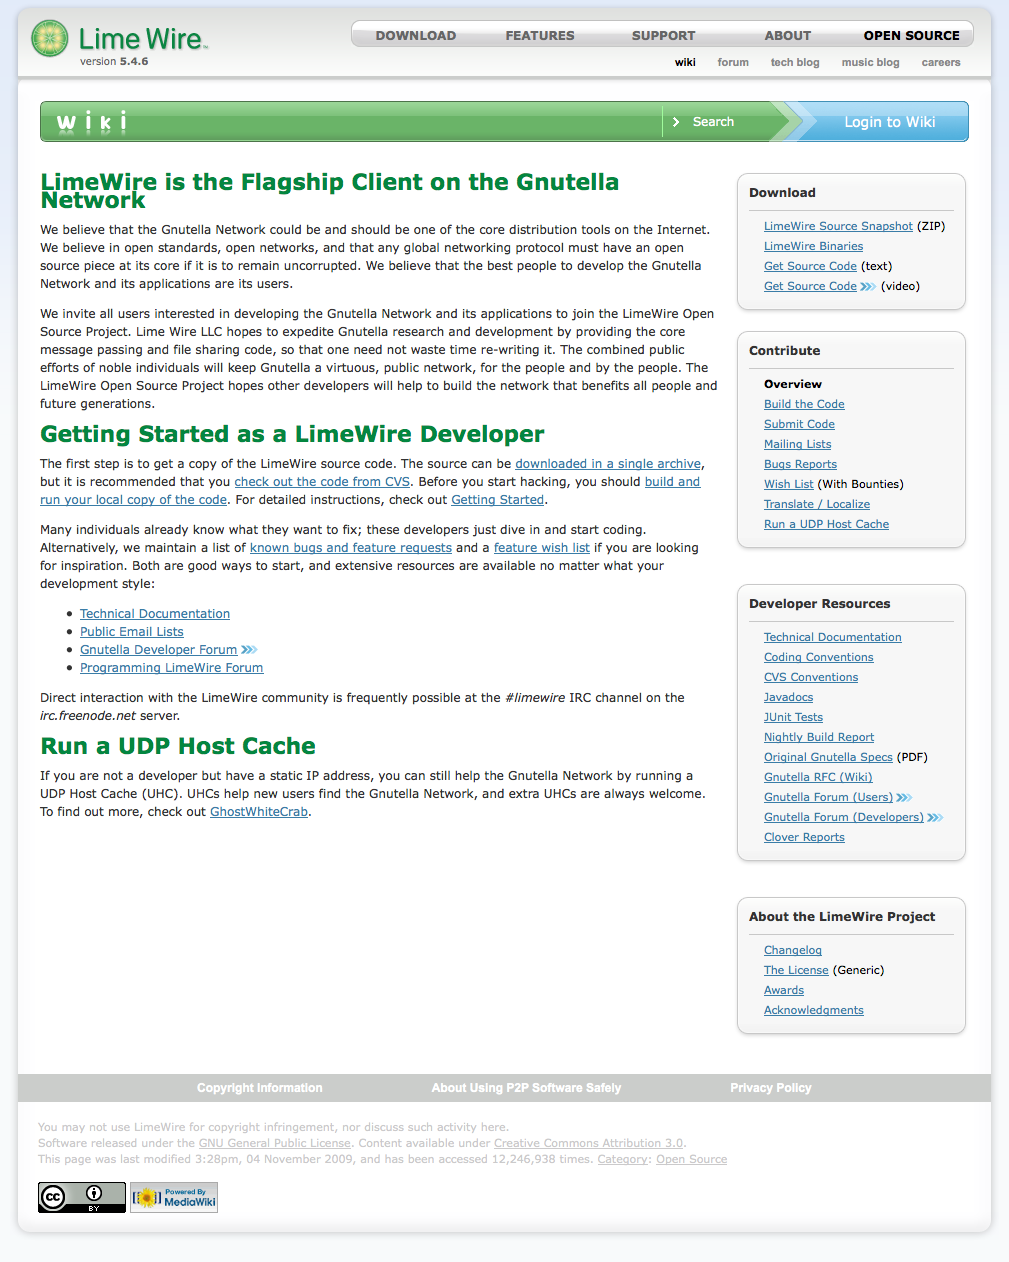 Lime Wire™
version 5.4.6
DOWNLOAD FEATURES SUPPORT ABOUT OPEN SOURCE
wiki forum tech blog music blog careers
wiki
Search
Login to Wiki
LimeWire is the Flagship Client on the Gnutella
Network
We believe that the Gnutella Network could be and should be one of the core distribution tools on the Internet.
We believe in open standards, open networks, and that any global networking protocol must have an open
source piece at its core if it is to remain uncorrupted. We believe that the best people to develop the Gnutella
Network and its applications are its users.
We invite all users interested in developing the Gnutella Network and its applications to join the LimeWire Open
Source Project. Lime Wire LLC hopes to expedite Gnutella research and development by providing the core
message passing and file sharing code, so that one need not waste time re-writing it. The combined public
efforts of noble individuals will keep Gnutella a virtuous, public network, for the people and by the people. The
LimeWire Open Source Project hopes other developers will help to build the network that benefits all people and
future generations.
Getting Started as a LimeWire Developer
The first step is to get a copy of the LimeWire source code. The source can be downloaded in a single archive,
but it is recommended that you check out the code from CVS. Before you start hacking, you should build and
run your local copy of the code. For detailed instructions, check out Getting Started.
Many individuals already know what they want to fix; these developers just dive in and start coding.
Alternatively, we maintain a list of known bugs and feature requests and a feature wish list if you are looking
for inspiration. Both are good ways to start, and extensive resources are available no matter what your
development style:
• Technical Documentation
• Public Email Lists
• Gnutella Developer Forum
• Programming LimeWire Forum
Direct interaction with the LimeWire community is frequently possible at the #limewire IRC channel on the
irc.freenode.net server.
Run a UDP Host Cache
If you are not a developer but have a static IP address, you can still help the Gnutella Network by running a
UDP Host Cache (UHC). UHCs help new users find the Gnutella Network, and extra UHCs are always welcome.
To find out more, check out GhostWhiteCrab.
Download
LimeWire Source Snapshot (ZIP)
LimeWire Binaries
Get Source Code (text)
Get Source Code (video)
Contribute
Overview
Build the Code
Submit Code
Mailing Lists
Bugs Reports
Wish List (With Bounties)
Translate / Localize
Run a UDP Host Cache
Developer Resources
Technical Documentation
Coding Conventions
CVS Conventions
Javadocs
JUnit Tests
Nightly Build Report
Original Gnutella Specs (PDF)
Gnutella RFC (Wiki)
Gnutella Forum (Users)
Gnutella Forum (Developers)
Clover Reports
About the LimeWire Project
Changelog
The License (Generic)
Awards
Acknowledgments
Copyright Information About Using P2P Software Safely Privacy Policy
You may not use LimeWire for copyright infringement, nor discuss such activity here.
Software released under the GNU General Public License. Content available under Creative Commons Attribution 3.0.
This page was last modified 3:28pm, 04 November 2009, and has been accessed 12,246,938 times. Category: Open Source
cc BY
Powered By
MediaWiki